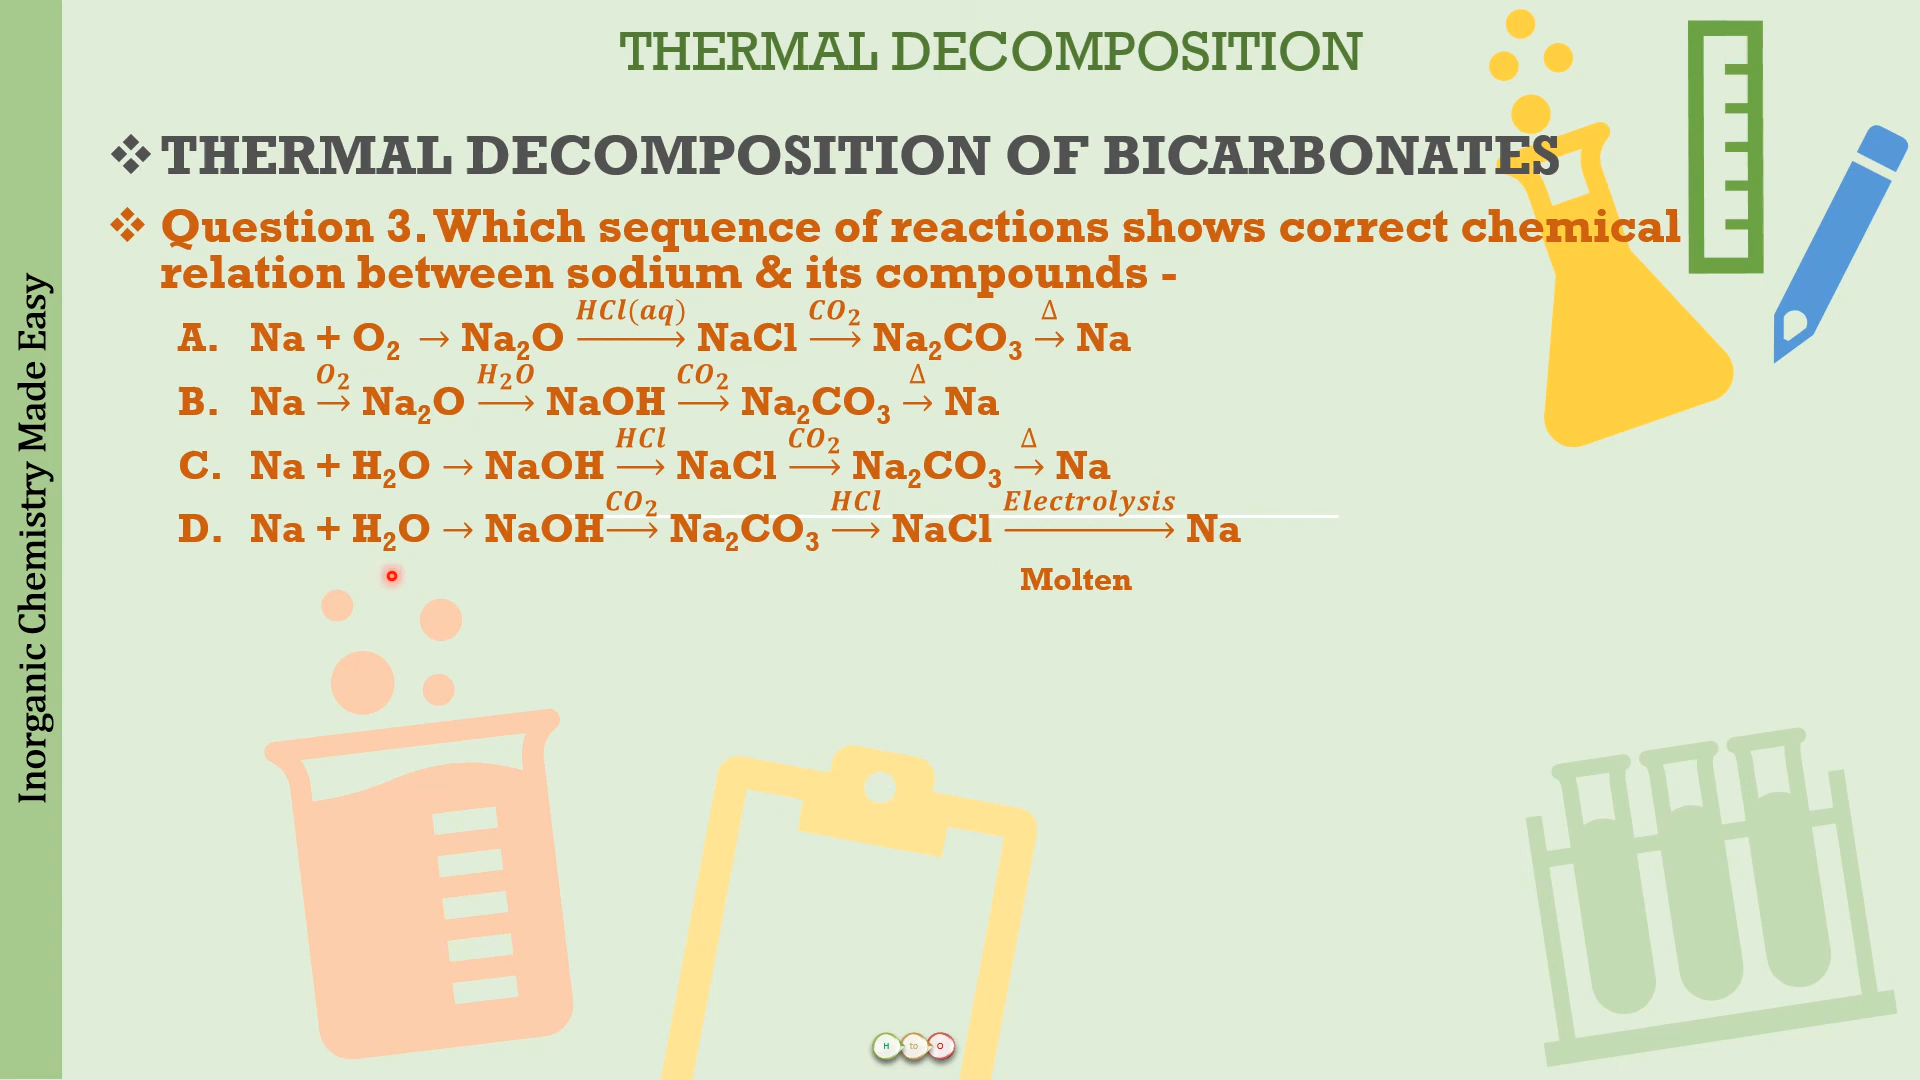 THERMAL DECOMPOSITION
❖ THERMAL DECOMPOSITION OF BICARBONATES
❖ Question 3. Which sequence of reactions shows correct chemical
relation between sodium & its compounds -
A. Na + O₂ → Na₂O —HCl(aq)→ NaCl —CO₂→ Na₂CO₃ —Δ→ Na
B. Na —O₂→ Na₂O —H₂O→ NaOH —CO₂→ Na₂CO₃ —Δ→ Na
C. Na + H₂O → NaOH —HCl→ NaCl —CO₂→ Na₂CO₃ —Δ→ Na
D. Na + H₂O → NaOH —CO₂→ Na₂CO₃ —HCl→ NaCl —Electrolysis→ Na
Molten
Inorganic Chemistry Made Easy
H to O